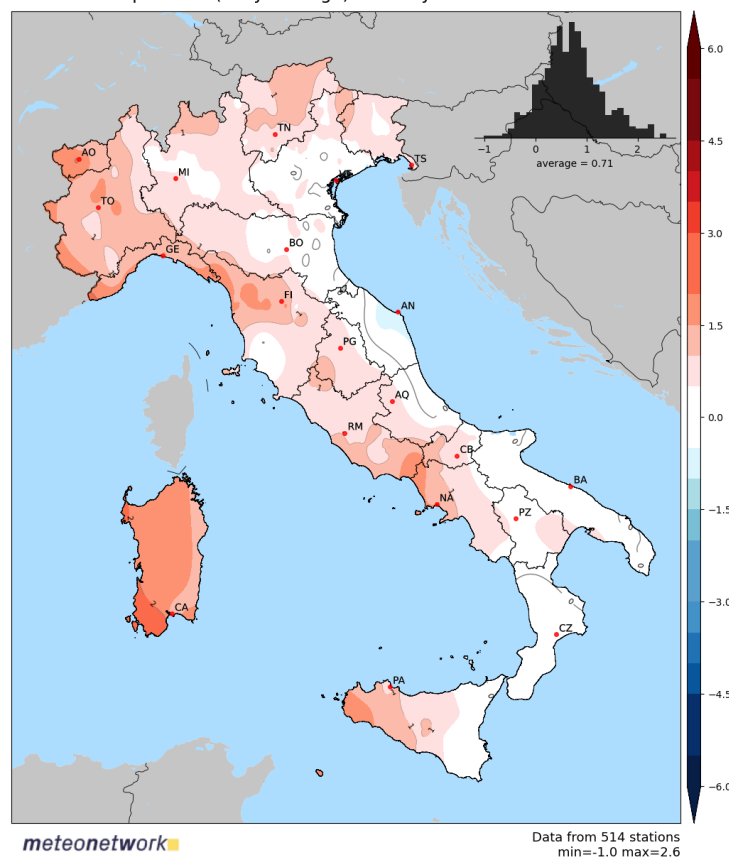 −1 0 1 2
average = 0.71
6.0
4.5
3.0
1.5
0.0
−1.5
−3.0
−4.5
−6.0
TN
TS
AO
MI
TO
GE
BO
FI
AN
PG
AQ
RM
CB
NA
BA
PZ
CA
CZ
PA
meteonetwork
Data from 514 stations
min=-1.0 max=2.6